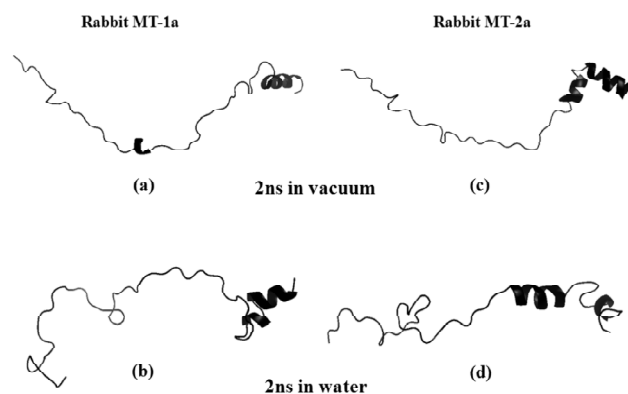 Rabbit MT-1a
Rabbit MT-2a
(a)
(c)
2ns in vacuum
(b)
(d)
2ns in water